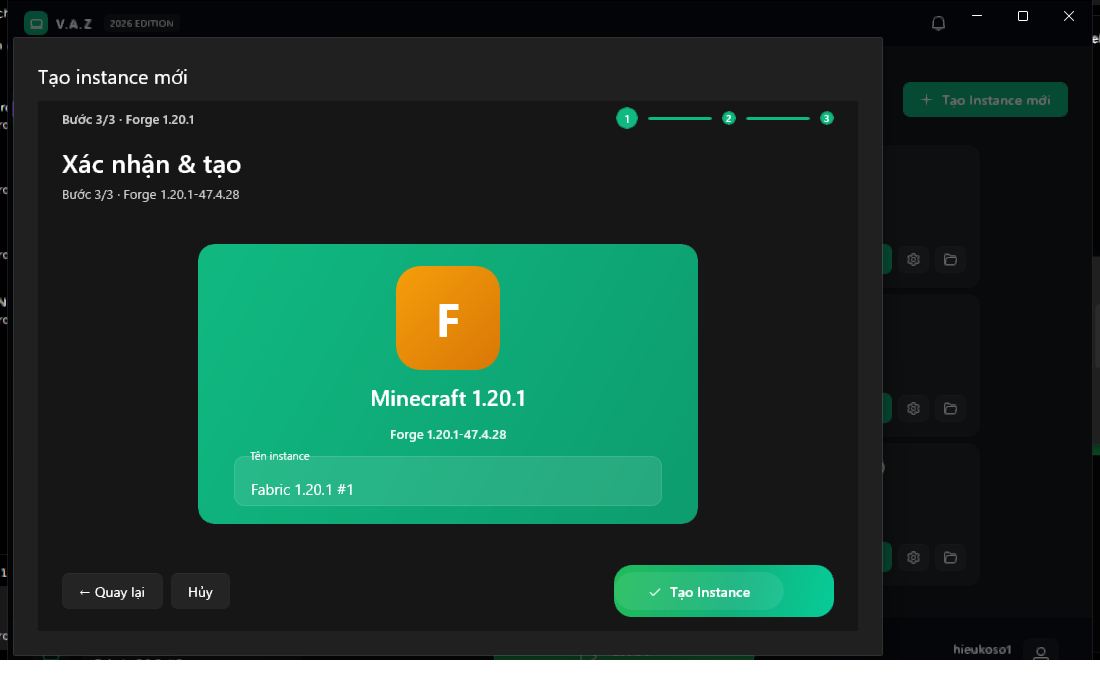 V.A.Z 2026 EDITION
Tạo instance mới
+ Tạo Instance mới
Bước 3/3 · Forge 1.20.1
1 2 3
Xác nhận & tạo
Bước 3/3 · Forge 1.20.1-47.4.28
F
Minecraft 1.20.1
Forge 1.20.1-47.4.28
Tên instance
Fabric 1.20.1 #1
← Quay lại
Hủy
✓ Tạo Instance
hieukoso1